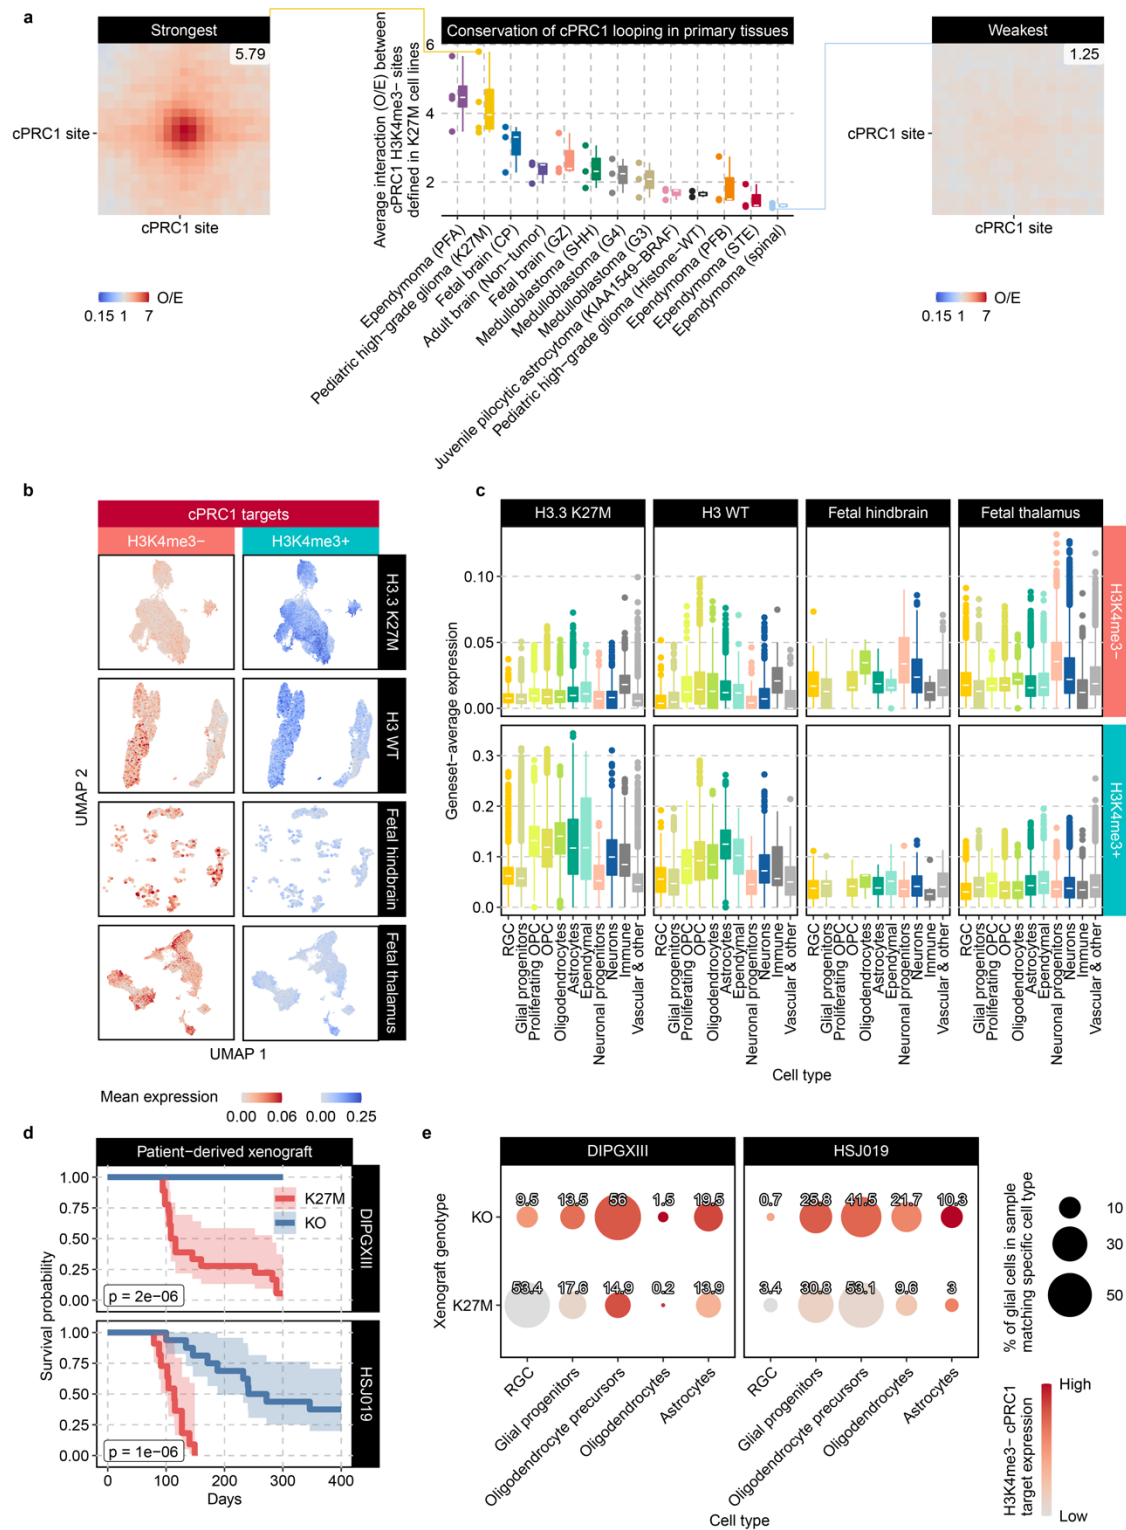 a
Strongest
5.79
cPRC1 site
cPRC1 site
O/E
0.15 1 7
Conservation of cPRC1 looping in primary tissues
Average interaction (O/E) between
cPRC1 H3K4me3− sites
defined in K27M cell lines
6
4
2
Ependymoma (PFA)
Pediatric high−grade glioma (K27M)
Fetal brain (CP)
Adult brain (Non−tumor)
Fetal brain (GZ)
Medulloblastoma (SHH)
Medulloblastoma (G4)
Medulloblastoma (G3)
Juvenile pilocytic astrocytoma (KIAA1549−BRAF)
Pediatric high−grade glioma (Histone−WT)
Ependymoma (PFB)
Ependymoma (STE)
Ependymoma (spinal)
Weakest
1.25
cPRC1 site
cPRC1 site
O/E
0.15 1 7
b
cPRC1 targets
H3K4me3−
H3K4me3+
H3.3 K27M
H3 WT
Fetal hindbrain
Fetal thalamus
UMAP 2
UMAP 1
Mean expression
0.00 0.06
0.00 0.25
c
H3.3 K27M
H3 WT
Fetal hindbrain
Fetal thalamus
H3K4me3−
H3K4me3+
Geneset−average expression
0.10
0.05
0.00
0.3
0.2
0.1
0.0
RGC
Glial progenitors
Proliferating OPC
OPC
Oligodendrocytes
Astrocytes
Ependymal
Neuronal progenitors
Neurons
Immune
Vascular & other
RGC
Glial progenitors
Proliferating OPC
OPC
Oligodendrocytes
Astrocytes
Ependymal
Neuronal progenitors
Neurons
Immune
Vascular & other
RGC
Glial progenitors
Proliferating OPC
OPC
Oligodendrocytes
Astrocytes
Ependymal
Neuronal progenitors
Neurons
Immune
Vascular & other
RGC
Glial progenitors
Proliferating OPC
OPC
Oligodendrocytes
Astrocytes
Ependymal
Neuronal progenitors
Neurons
Immune
Vascular & other
Cell type
d
Patient−derived xenograft
Survival probability
1.00
0.75
0.50
0.25
0.00
K27M
KO
p = 2e−06
DIPGXIII
1.00
0.75
0.50
0.25
0.00
p = 1e−06
HSJ019
0 100 200 300 400
Days
e
DIPGXIII
HSJ019
Xenograft genotype
KO
9.5 13.5 56 1.5 19.5
0.7 25.8 41.5 21.7 10.3
K27M
53.4 17.6 14.9 0.2 13.9
3.4 30.8 53.1 9.6 3
RGC
Glial progenitors
Oligodendrocyte precursors
Oligodendrocytes
Astrocytes
RGC
Glial progenitors
Oligodendrocyte precursors
Oligodendrocytes
Astrocytes
Cell type
% of glial cells in sample
matching specific cell type
10
30
50
H3K4me3− cPRC1
target expression
High
Low